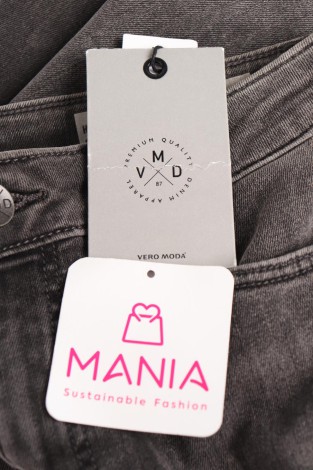 PREMIUM QUALITY
M
V D
87
DENIM APPAREL
VERO MODA
MANIA
Sustainable Fashion